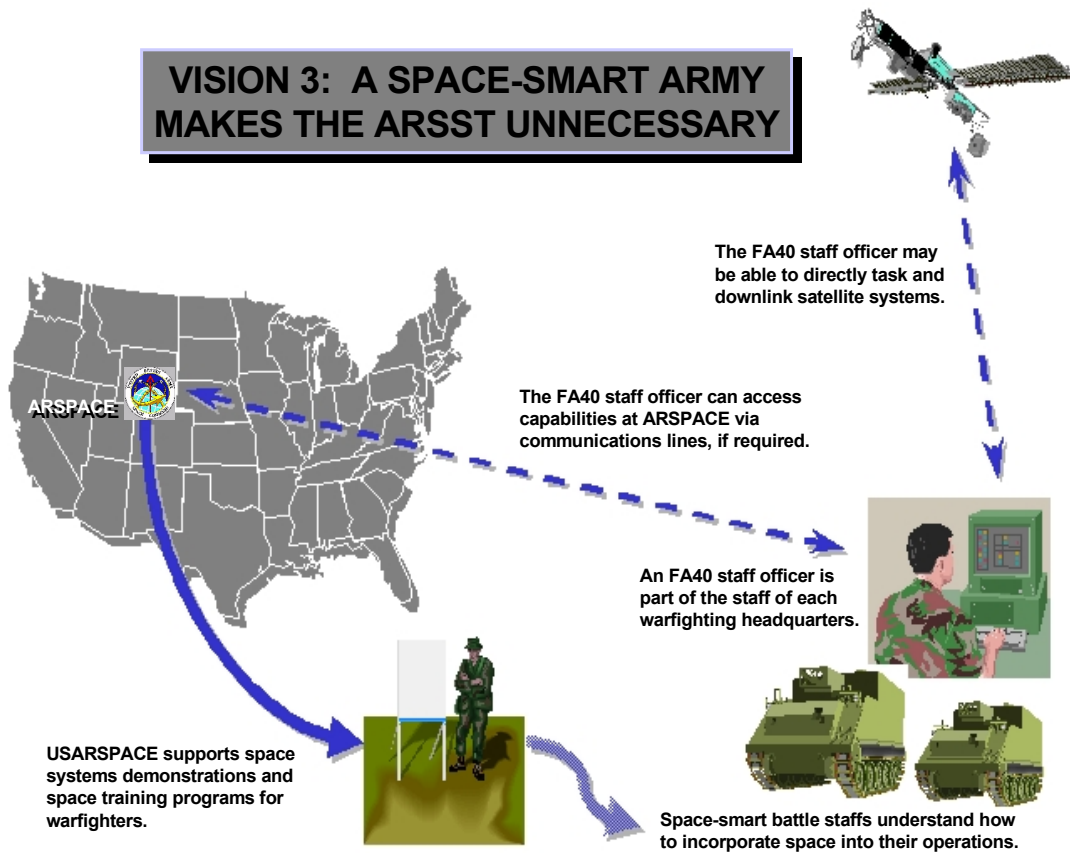 VISION 3: A SPACE-SMART ARMY
MAKES THE ARSST UNNECESSARY
The FA40 staff officer may
be able to directly task and
downlink satellite systems.
ARSPACE
The FA40 staff officer can access
capabilities at ARSPACE via
communications lines, if required.
An FA40 staff officer is
part of the staff of each
warfighting headquarters.
USARSPACE supports space
systems demonstrations and
space training programs for
warfighters.
Space-smart battle staffs understand how
to incorporate space into their operations.